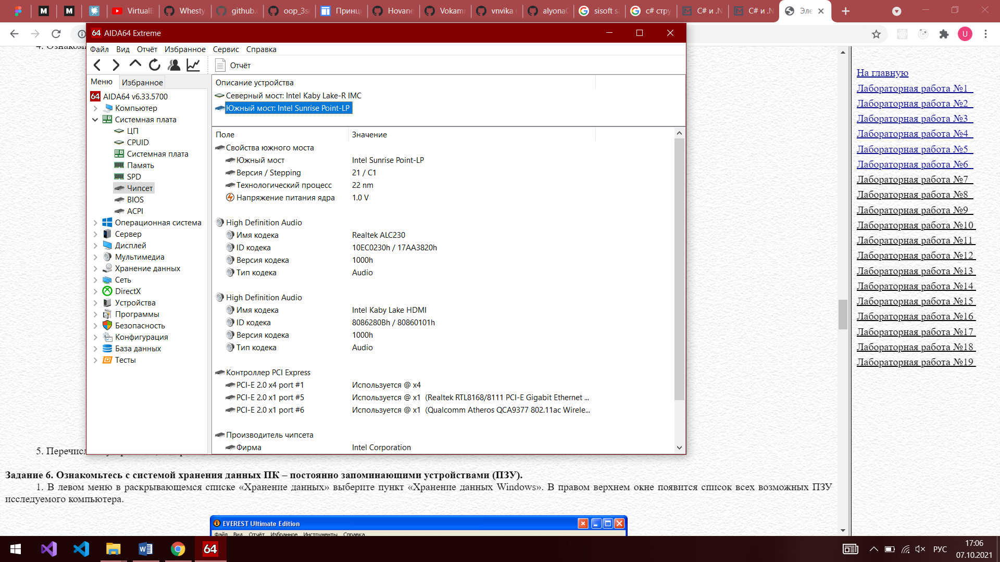 VirtualB
Whesty
github.c
oop_3se
Принци
Hovane
Vokam
vnvika
alyona
sisoft s
c# стру
C# и .N
C# и .N
Эле
64 AIDA64 Extreme
U
Файл Вид Отчёт Избранное Сервис Справка
Отчёт
Меню Избранное
64 AIDA64 v6.33.5700
Компьютер
Системная плата
ЦП
CPUID
Системная плата
Память
SPD
Чипсет
BIOS
ACPI
Операционная система
Сервер
Дисплей
Мультимедиа
Хранение данных
Сеть
DirectX
Устройства
Программы
Безопасность
Конфигурация
База данных
Тесты
Описание устройства
Северный мост: Intel Kaby Lake-R IMC
Южный мост: Intel Sunrise Point-LP
Поле Значение
Свойства южного моста
Южный мост Intel Sunrise Point-LP
Версия / Stepping 21 / C1
Технологический процесс 22 nm
Напряжение питания ядра 1.0 V
High Definition Audio
Имя кодека Realtek ALC230
ID кодека 10EC0230h / 17AA3820h
Версия кодека 1000h
Тип кодека Audio
High Definition Audio
Имя кодека Intel Kaby Lake HDMI
ID кодека 8086280Bh / 80860101h
Версия кодека 1000h
Тип кодека Audio
Контроллер PCI Express
PCI-E 2.0 x4 port #1 Используется @ x4
PCI-E 2.0 x1 port #5 Используется @ x1 (Realtek RTL8168/8111 PCI-E Gigabit Ethernet ...
PCI-E 2.0 x1 port #6 Используется @ x1 (Qualcomm Atheros QCA9377 802.11ac Wirele...
Производитель чипсета
Фирма Intel Corporation
На главную
Лабораторная работа №1
Лабораторная работа №2
Лабораторная работа №3
Лабораторная работа №4
Лабораторная работа №5
Лабораторная работа №6
Лабораторная работа №7
Лабораторная работа №8
Лабораторная работа №9
Лабораторная работа №10
Лабораторная работа №11
Лабораторная работа №12
Лабораторная работа №13
Лабораторная работа №14
Лабораторная работа №15
Лабораторная работа №16
Лабораторная работа №17
Лабораторная работа №18
Лабораторная работа №19
4. Ознаком
5. Перечисл
Задание 6. Ознакомьтесь с системой хранения данных ПК – постоянно запоминающими устройствами (ПЗУ).
1. В левом меню в раскрывающемся списке «Хранение данных» выберите пункт «Хранение данных Windows». В правом верхнем окне появится список всех возможных ПЗУ
исследуемого компьютера.
EVEREST Ultimate Edition
Файл Вид Отчёт Избранное Инструменты Справка
64
РУС
17:06
07.10.2021